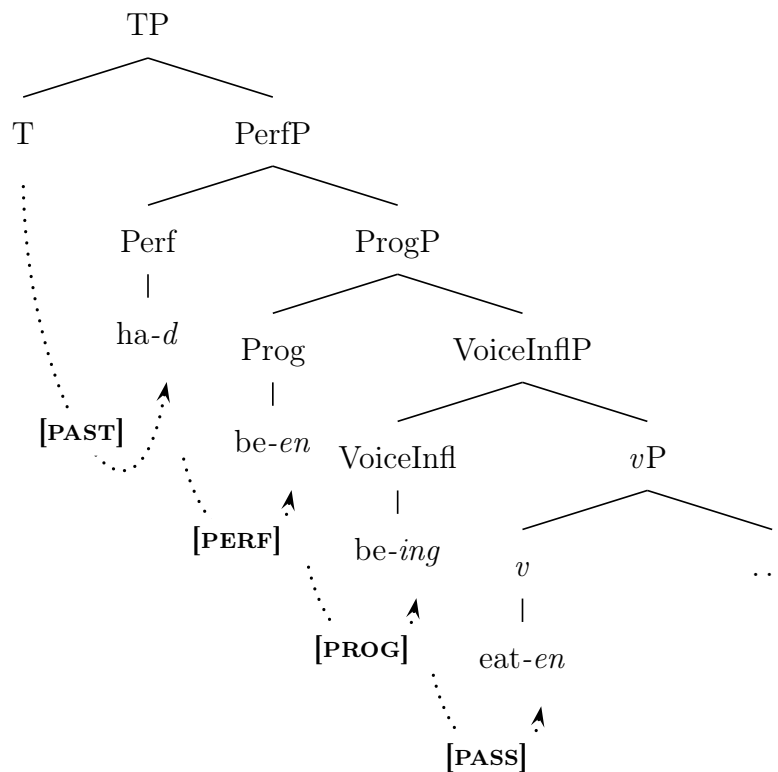 TP
T PerfP
Perf ProgP
ha-d Prog VoiceInflP
[PAST] be-en VoiceInfl vP
[PERF] be-ing v ..
[PROG] eat-en
[PASS]